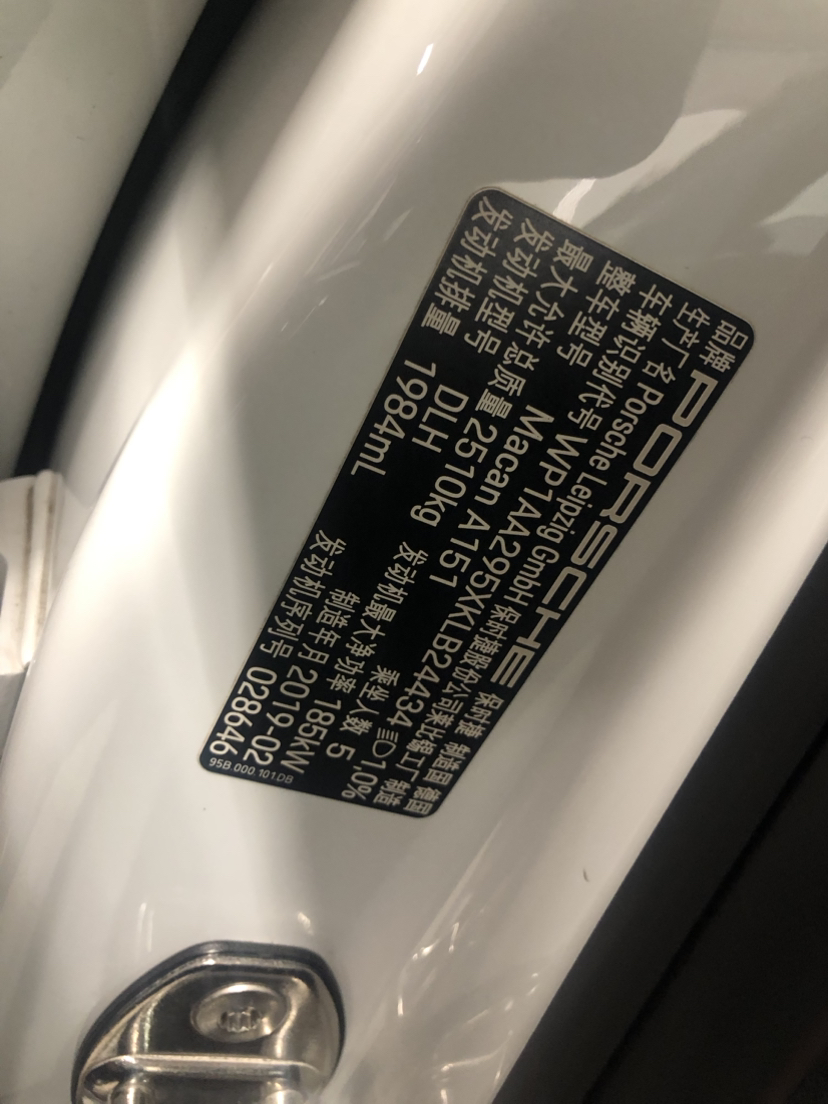 品牌 PORSCHE 保时捷 制造国 德国
生产厂名 Porsche Leipzig GmbH 保时捷股份公司莱比锡工厂 制造
车辆识别代号 WP1AA295XKLB24434 1,0%
整车型号 Macan A151 乘坐人数 5
最大允许总质量 2510kg 发动机最大净功率 185kW
发动机型号 DLH 制造年月 2019-02
发动机排量 1984mL 发动机序列号 028646
95B.000.101.DB